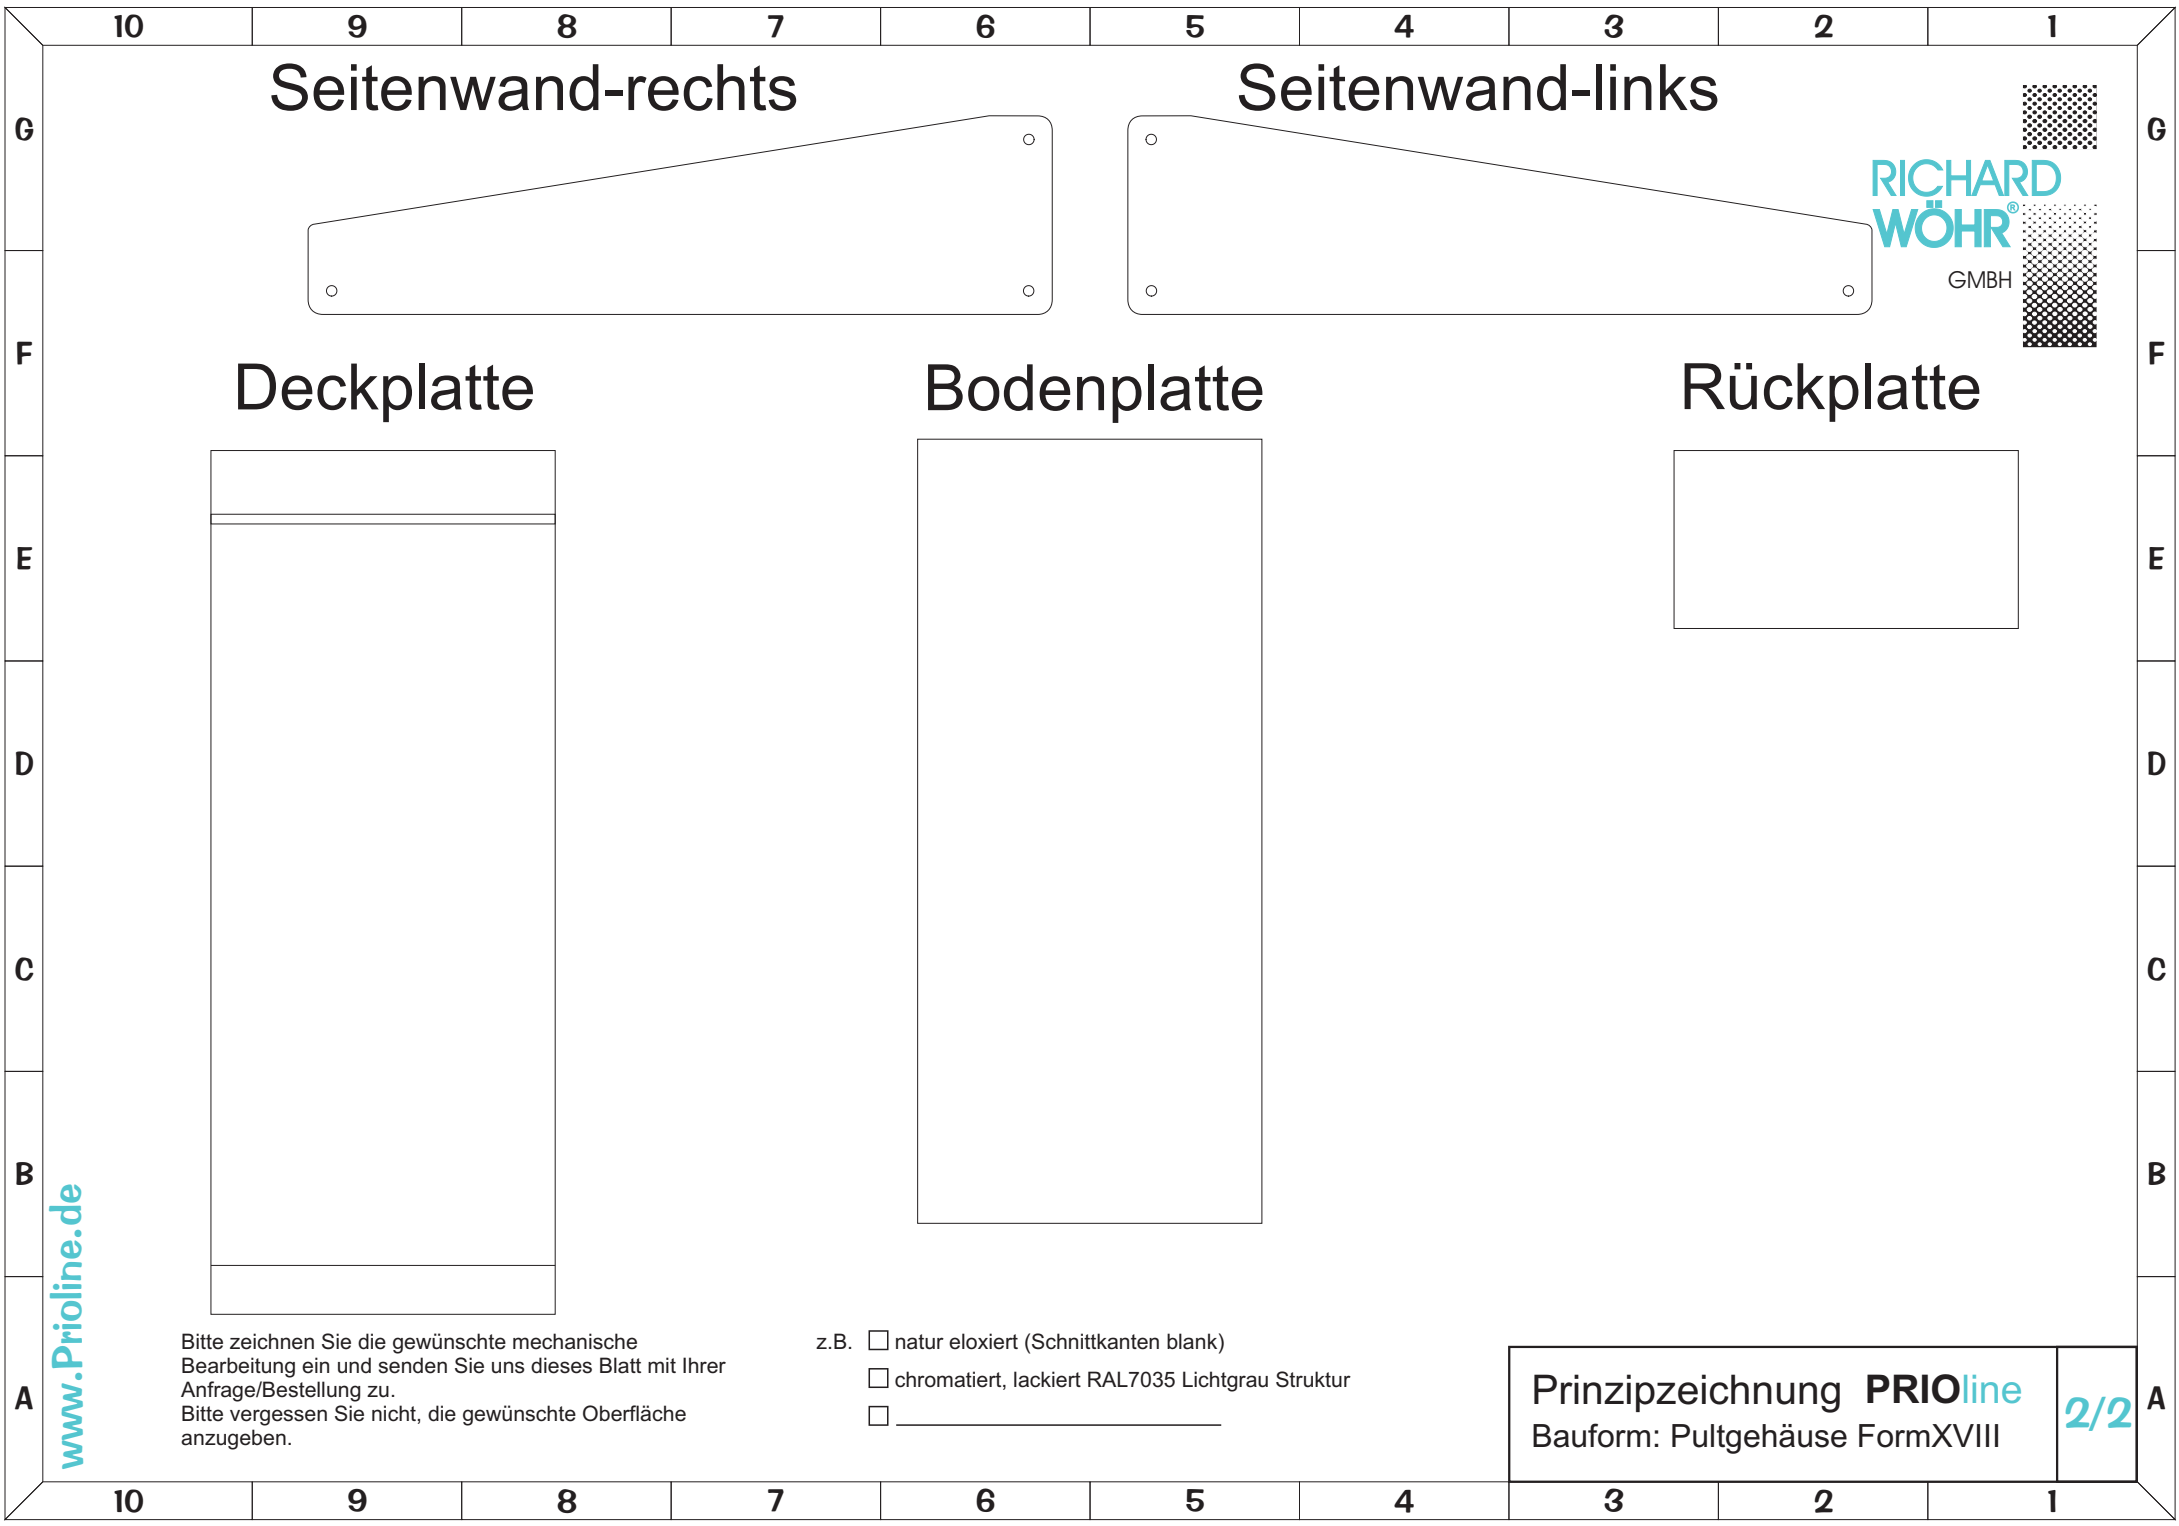 10 9 8 7 6 5 4 3 2 1
Seitenwand-rechts
Seitenwand-links
G
G
RICHARD
WÖHR®
GMBH
F
F
Deckplatte
Bodenplatte
Rückplatte
E
E
D
D
C
C
B
B
www.Prioline.de
A
A
Bitte zeichnen Sie die gewünschte mechanische
Bearbeitung ein und senden Sie uns dieses Blatt mit Ihrer
Anfrage/Bestellung zu.
Bitte vergessen Sie nicht, die gewünschte Oberfläche
anzugeben.
z.B. natur eloxiert (Schnittkanten blank)
chromatiert, lackiert RAL7035 Lichtgrau Struktur
Prinzipzeichnung PRIOline
Bauform: Pultgehäuse FormXVIII
2/2
10 9 8 7 6 5 4 3 2 1